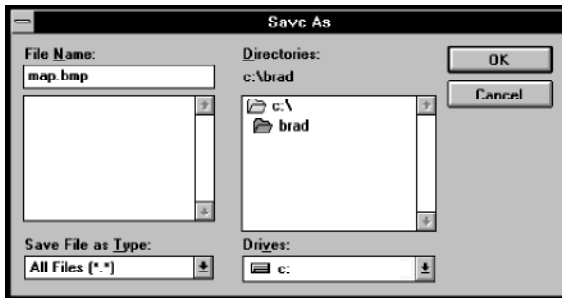 Save As
File Name:
map.bmp
Directories:
c:\brad
c:\
brad
OK
Cancel
Save File as Type:
All Files (*.*)
Drives:
c: